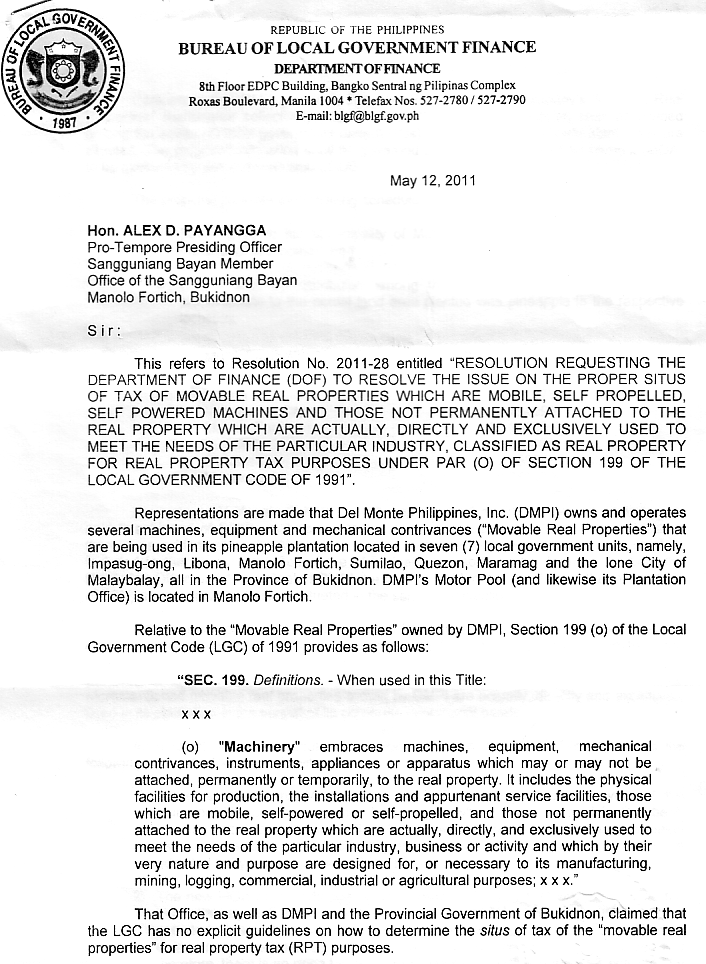 BUREAU OF LOCAL GOVERNMENT FINANCE
• 1987 •
REPUBLIC OF THE PHILIPPINES
BUREAU OF LOCAL GOVERNMENT FINANCE
DEPARTMENT OF FINANCE
8th Floor EDPC Building, Bangko Sentral ng Pilipinas Complex
Roxas Boulevard, Manila 1004 * Telefax Nos. 527-2780 / 527-2790
E-mail: blgf@blgf.gov.ph
May 12, 2011
Hon. ALEX D. PAYANGGA
Pro-Tempore Presiding Officer
Sangguniang Bayan Member
Office of the Sangguniang Bayan
Manolo Fortich, Bukidnon
S i r :
This refers to Resolution No. 2011-28 entitled “RESOLUTION REQUESTING THE
DEPARTMENT OF FINANCE (DOF) TO RESOLVE THE ISSUE ON THE PROPER SITUS
OF TAX OF MOVABLE REAL PROPERTIES WHICH ARE MOBILE, SELF PROPELLED,
SELF POWERED MACHINES AND THOSE NOT PERMANENTLY ATTACHED TO THE
REAL PROPERTY WHICH ARE ACTUALLY, DIRECTLY AND EXCLUSIVELY USED TO
MEET THE NEEDS OF THE PARTICULAR INDUSTRY, CLASSIFIED AS REAL PROPERTY
FOR REAL PROPERTY TAX PURPOSES UNDER PAR (O) OF SECTION 199 OF THE
LOCAL GOVERNMENT CODE OF 1991”.
Representations are made that Del Monte Philippines, Inc. (DMPI) owns and operates
several machines, equipment and mechanical contrivances (“Movable Real Properties”) that
are being used in its pineapple plantation located in seven (7) local government units, namely,
Impasug-ong, Libona, Manolo Fortich, Sumilao, Quezon, Maramag and the lone City of
Malaybalay, all in the Province of Bukidnon. DMPI’s Motor Pool (and likewise its Plantation
Office) is located in Manolo Fortich.
Relative to the “Movable Real Properties” owned by DMPI, Section 199 (o) of the Local
Government Code (LGC) of 1991 provides as follows:
“SEC. 199. Definitions. - When used in this Title:
x x x
(o) "Machinery" embraces machines, equipment, mechanical
contrivances, instruments, appliances or apparatus which may or may not be
attached, permanently or temporarily, to the real property. It includes the physical
facilities for production, the installations and appurtenant service facilities, those
which are mobile, self-powered or self-propelled, and those not permanently
attached to the real property which are actually, directly, and exclusively used to
meet the needs of the particular industry, business or activity and which by their
very nature and purpose are designed for, or necessary to its manufacturing,
mining, logging, commercial, industrial or agricultural purposes; x x x.”
That Office, as well as DMPI and the Provincial Government of Bukidnon, claimed that
the LGC has no explicit guidelines on how to determine the situs of tax of the “movable real
properties” for real property tax (RPT) purposes.